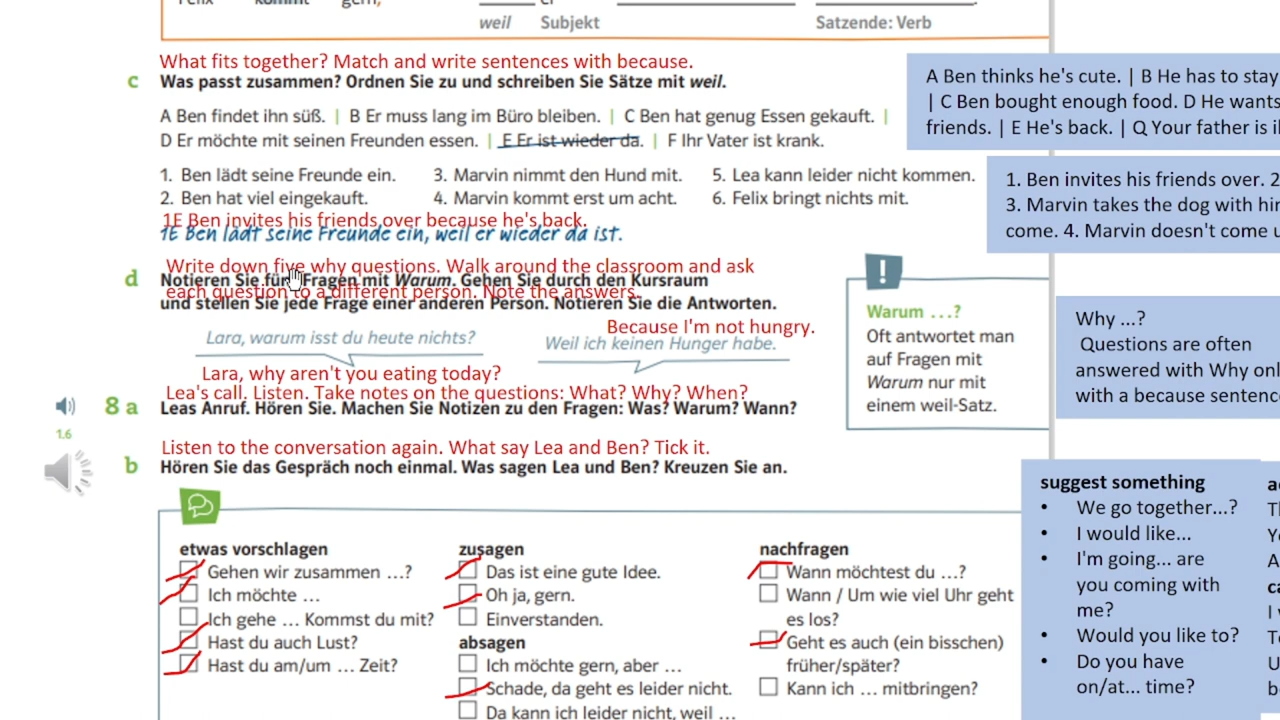 kommt gern,
er
weil Subjekt Satzende: Verb
What fits together? Match and write sentences with because.
c Was passt zusammen? Ordnen Sie zu und schreiben Sie Sätze mit weil.
A Ben findet ihn süß. | B Er muss lang im Büro bleiben. | C Ben hat genug Essen gekauft. |
D Er möchte mit seinen Freunden essen. | E Er ist wieder da. | F Ihr Vater ist krank.
1. Ben lädt seine Freunde ein. 3. Marvin nimmt den Hund mit. 5. Lea kann leider nicht kommen.
2. Ben hat viel eingekauft. 4. Marvin kommt erst um acht. 6. Felix bringt nichts mit.
1E Ben invites his friends over because he's back.
1E Ben lädt seine Freunde ein, weil er wieder da ist.
Write down five why questions. Walk around the classroom and ask
d Notieren Sie fünf Fragen mit Warum. Gehen Sie durch den Kursraum
each question to a different person. Note the answers.
und stellen Sie jede Frage einer anderen Person. Notieren Sie die Antworten.
Because I'm not hungry.
Lara, warum isst du heute nichts? Weil ich keinen Hunger habe.
Lara, why aren't you eating today?
Lea's call. Listen. Take notes on the questions: What? Why? When?
8 a Leas Anruf. Hören Sie. Machen Sie Notizen zu den Fragen: Was? Warum? Wann?
1.6
Listen to the conversation again. What say Lea and Ben? Tick it.
b Hören Sie das Gespräch noch einmal. Was sagen Lea und Ben? Kreuzen Sie an.
!
Warum ...?
Oft antwortet man
auf Fragen mit
Warum nur mit
einem weil-Satz.
etwas vorschlagen
Gehen wir zusammen ...?
Ich möchte ...
Ich gehe ... Kommst du mit?
Hast du auch Lust?
Hast du am/um ... Zeit?
zusagen
Das ist eine gute Idee.
Oh ja, gern.
Einverstanden.
absagen
Ich möchte gern, aber ...
Schade, da geht es leider nicht.
Da kann ich leider nicht, weil ...
nachfragen
Wann möchtest du ...?
Wann / Um wie viel Uhr geht
es los?
Geht es auch (ein bisschen)
früher/später?
Kann ich ... mitbringen?
A Ben thinks he's cute. | B He has to stay
| C Ben bought enough food. D He wants
friends. | E He's back. | Q Your father is
1. Ben invites his friends over. 2
3. Marvin takes the dog with
come. 4. Marvin doesn't come
Why ...?
Questions are often
answered with Why
with a because
suggest something
• We go together...?
• I would like...
• I'm going... are
you coming with
me?
• Would you like to?
• Do you have
on/at... time?